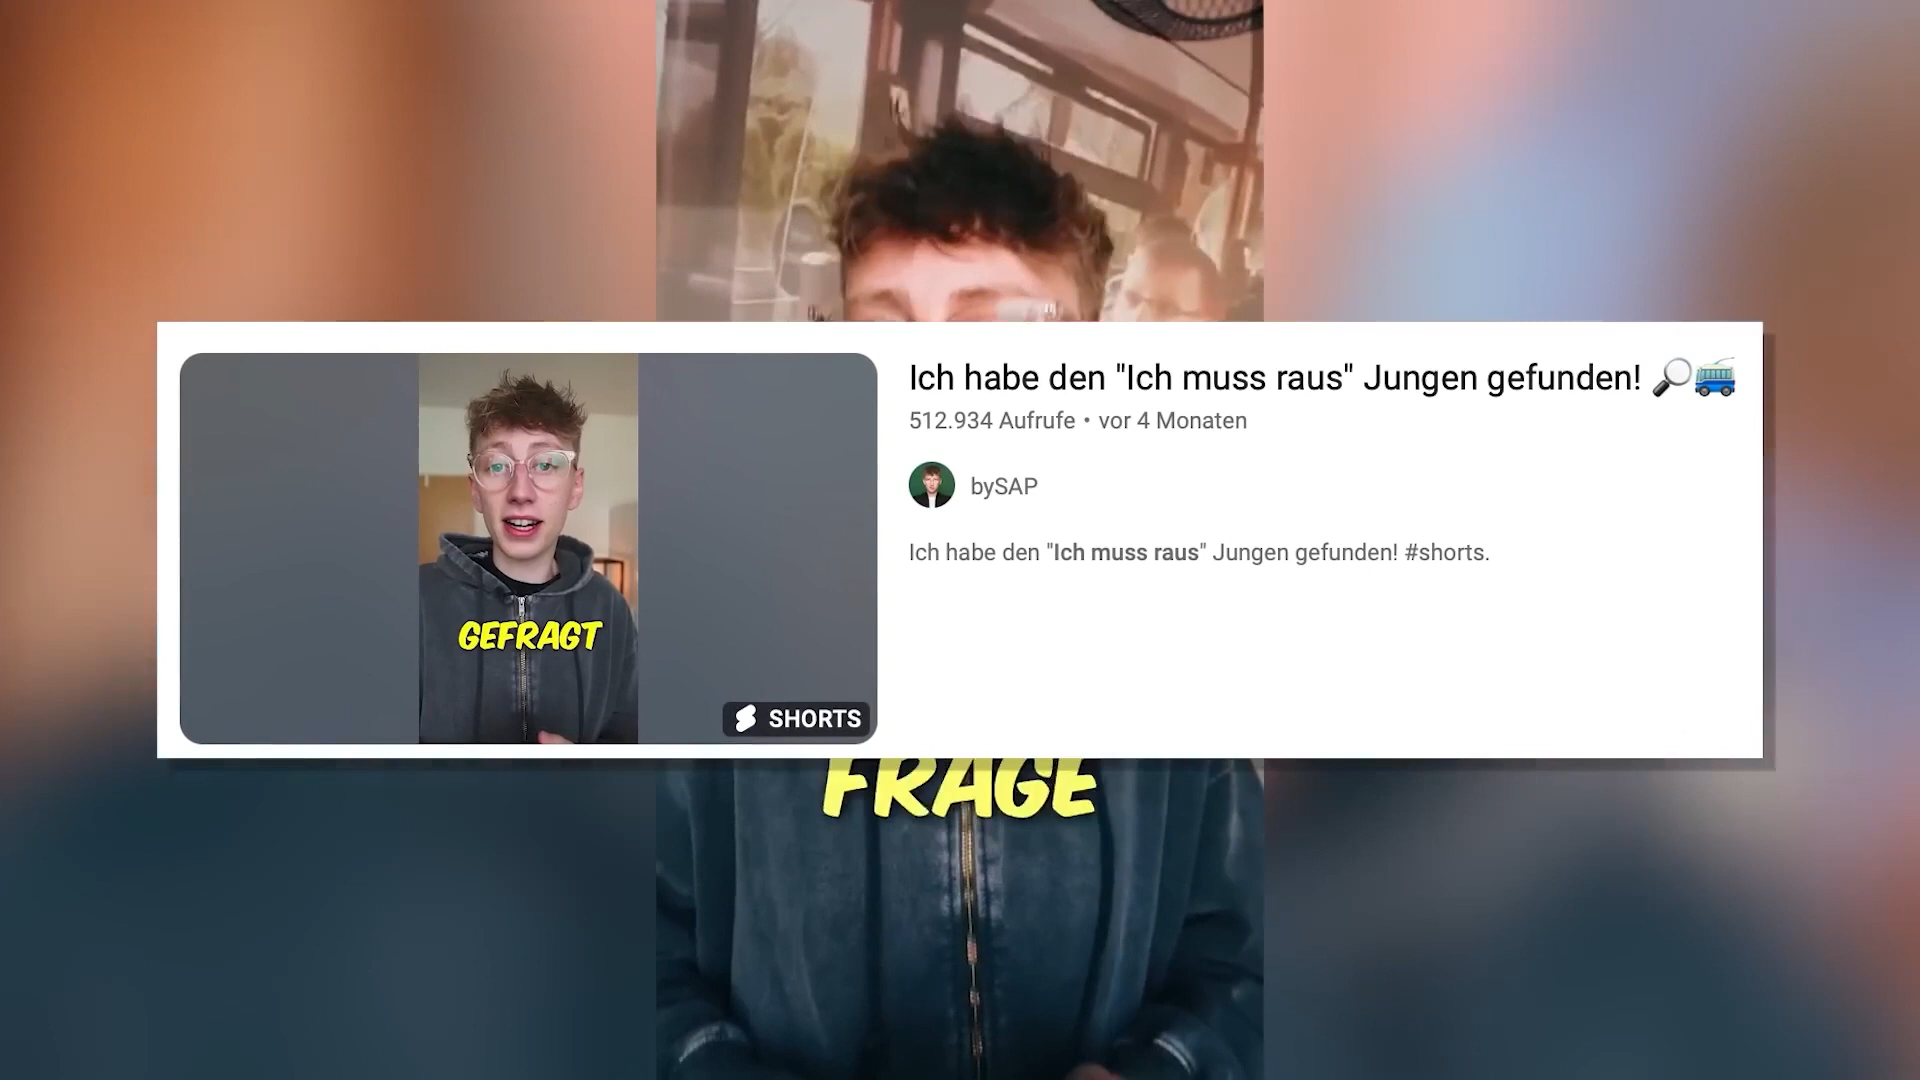 Ich habe den "Ich muss raus" Jungen gefunden! 🔎🚎
512.934 Aufrufe • vor 4 Monaten
bySAP
Ich habe den "Ich muss raus" Jungen gefunden! #shorts.
GEFRAGT
SHORTS
FRAGE